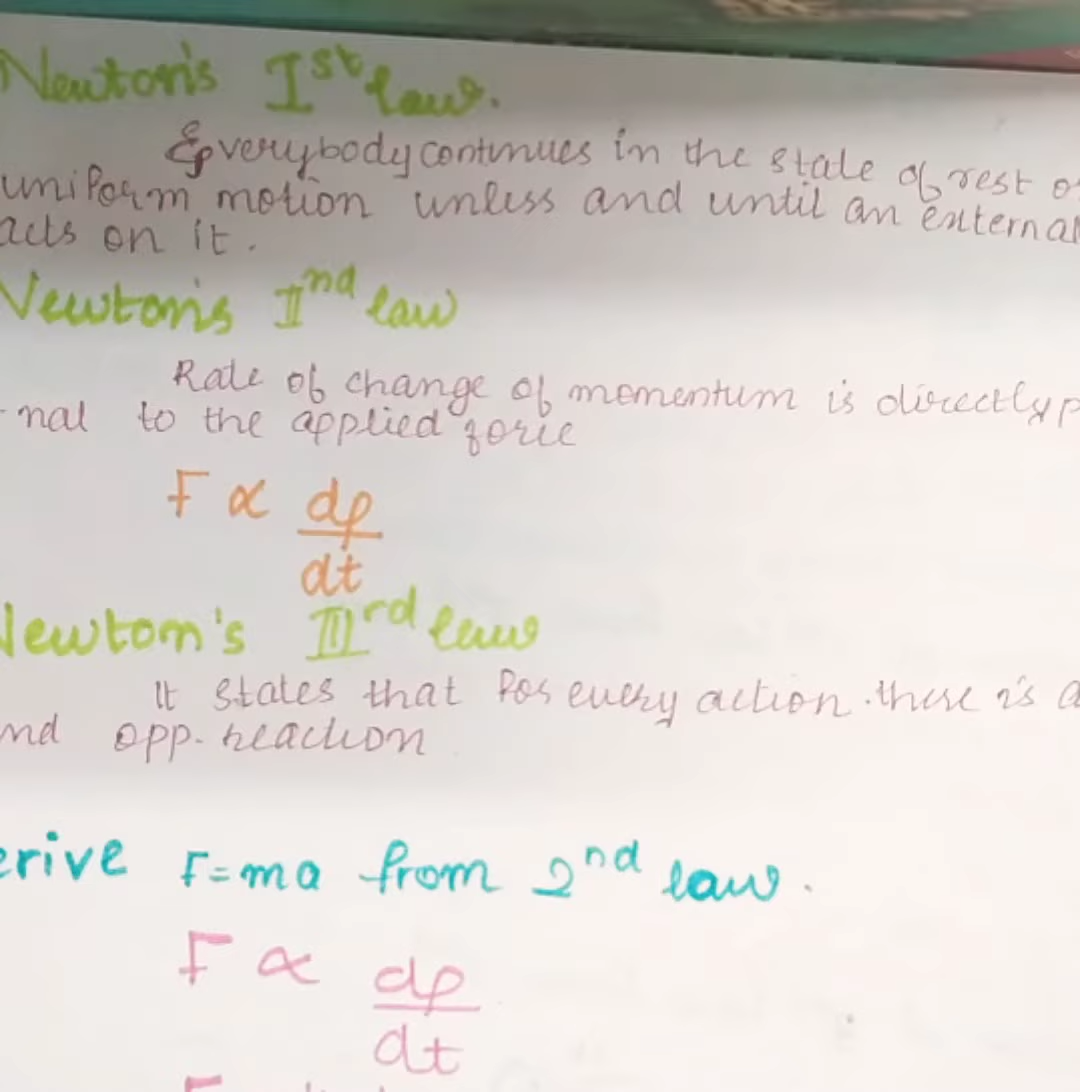 Newton's Ist law.
Everybody continues in the state of rest or
uniform motion unless and until an external
acts on it.
Newton's IInd law
Rate of change of momentum is directly p
-nal to the applied force
F ∝ dp/dt
Newton's IIIrd law
It states that for every action there is a
nd opp. reaction
erive F=ma from 2nd law.
F ∝ dp/dt